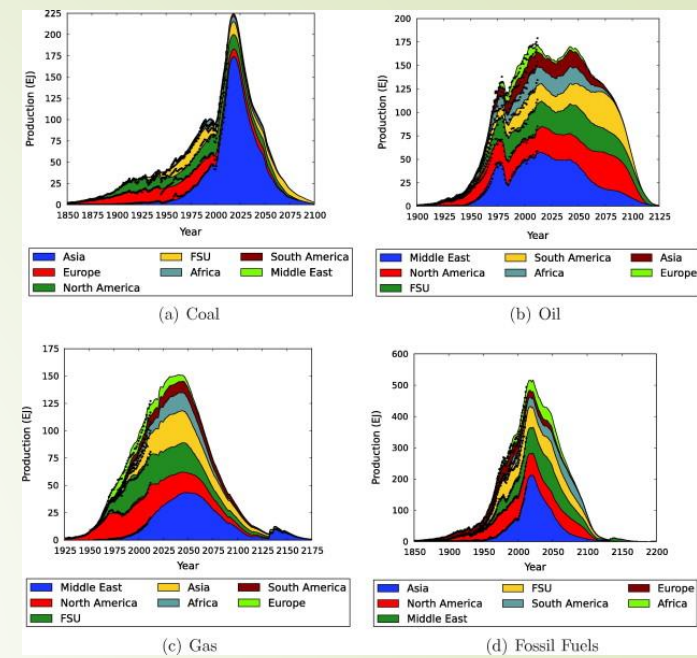 225
200
175
150
125
100
75
50
25
0
Production (EJ)
1850 1875 1900 1925 1950 1975 2000 2025 2050 2075 2100
Year
Asia FSU South America
Europe Africa Middle East
North America
(a) Coal
200
175
150
125
100
75
50
25
0
Production (EJ)
1900 1925 1950 1975 2000 2025 2050 2075 2100 2125
Year
Middle East South America Asia
North America Africa Europe
FSU
(b) Oil
175
150
125
100
75
50
25
0
Production (EJ)
1925 1950 1975 2000 2025 2050 2075 2100 2125 2150 2175
Year
Middle East Asia South America
North America Africa Europe
FSU
(c) Gas
600
500
400
300
200
100
0
Production (EJ)
1850 1900 1950 2000 2050 2100 2150 2200
Year
Asia FSU Europe
North America South America Africa
Middle East
(d) Fossil Fuels